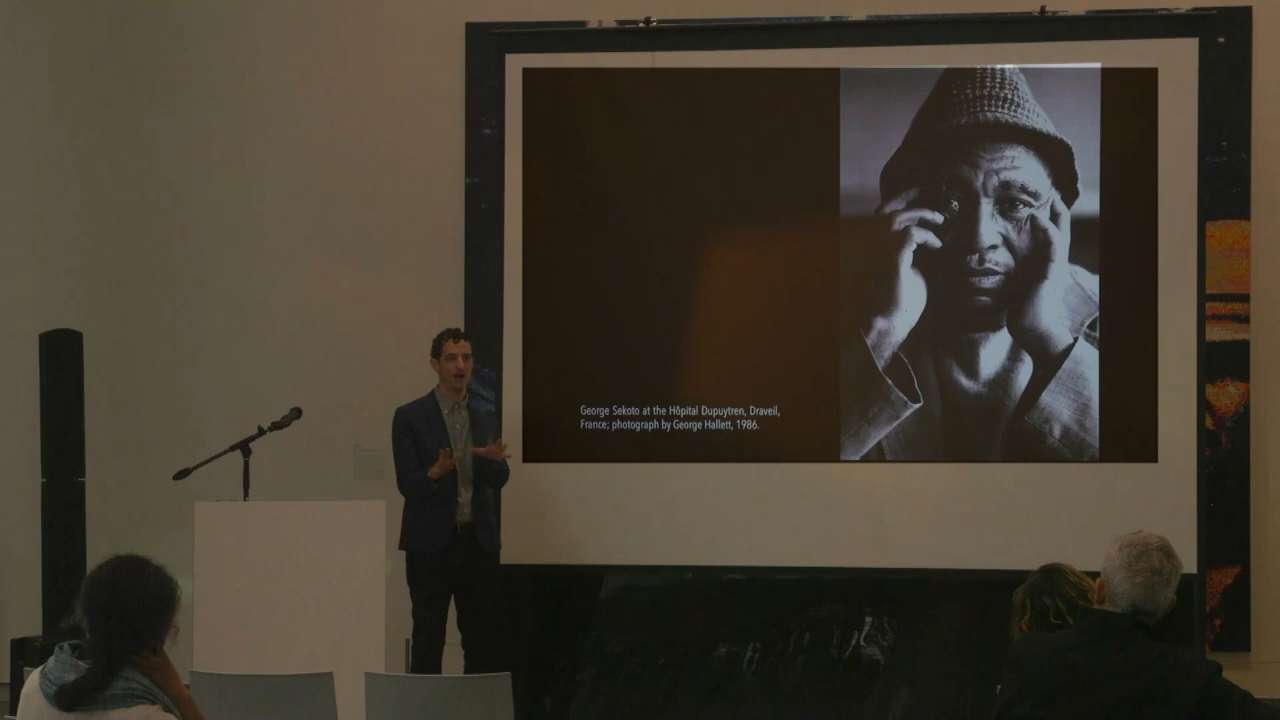 George Sekoto at the Hôpital Dupuytren, Draveil,
France; photograph by George Hallett, 1986.